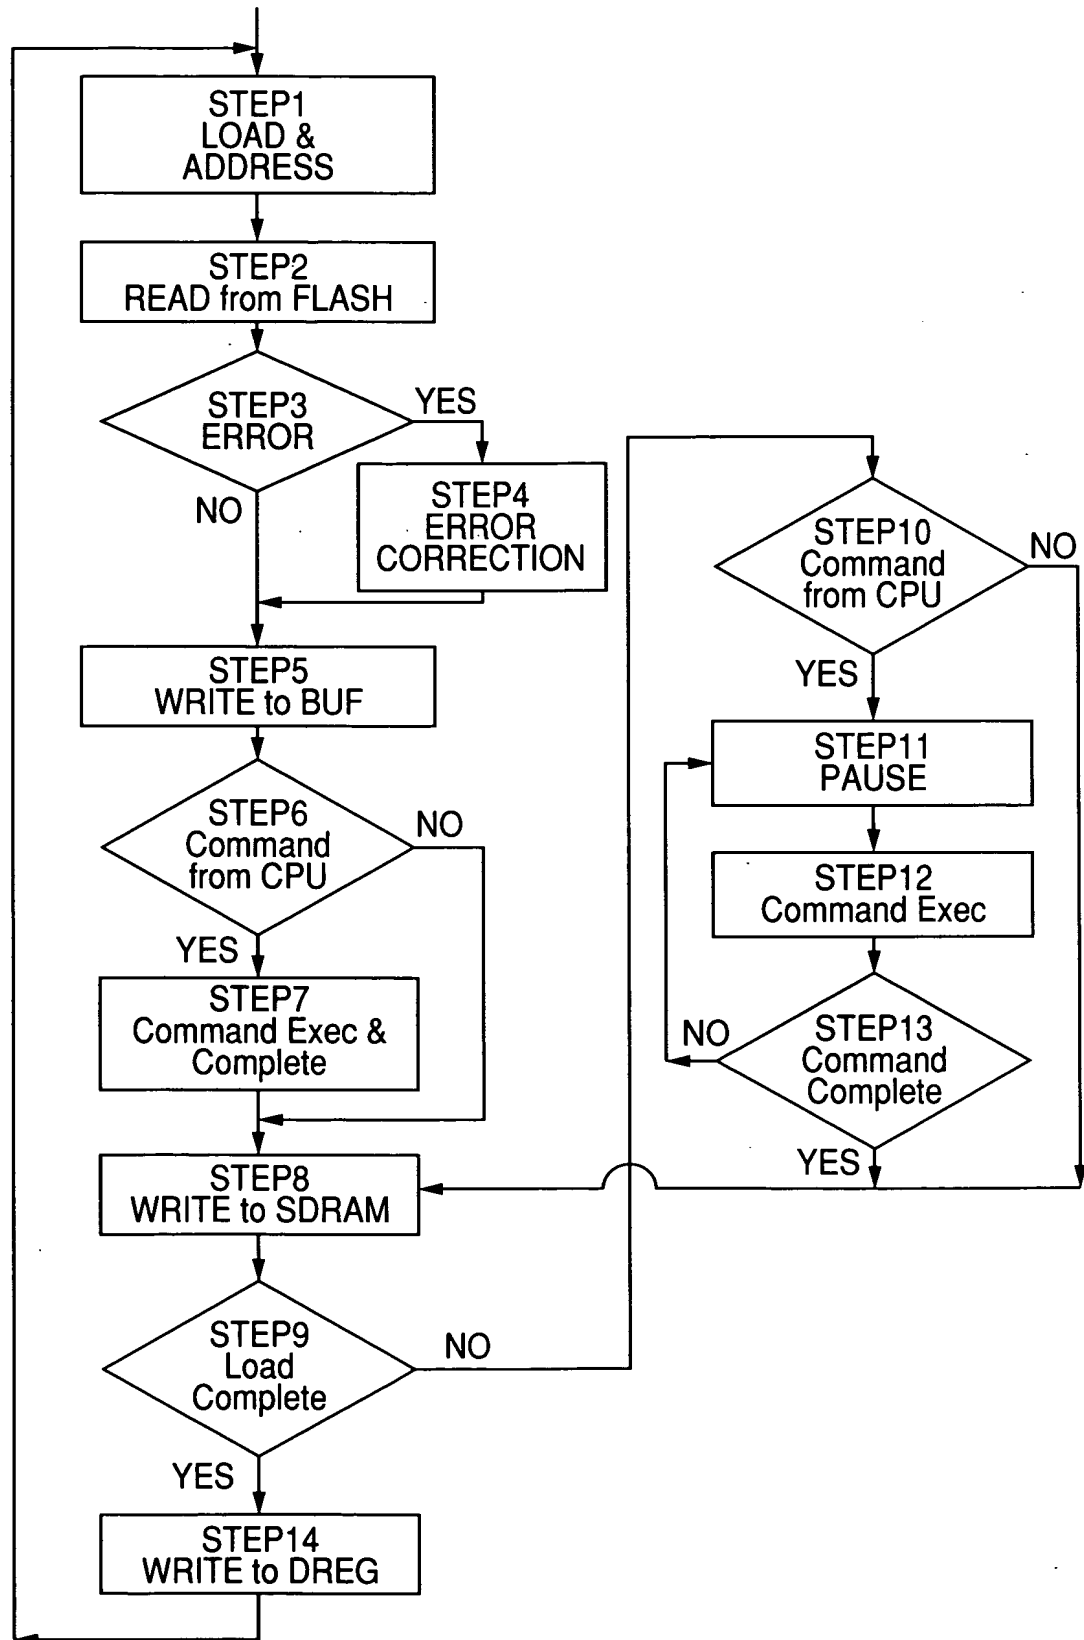 STEP1
LOAD &
ADDRESS
STEP2
READ from FLASH
STEP3
ERROR
YES
NO
STEP4
ERROR
CORRECTION
STEP5
WRITE to BUF
STEP6
Command
from CPU
NO
YES
STEP7
Command Exec &
Complete
STEP8
WRITE to SDRAM
STEP9
Load
Complete
NO
YES
STEP14
WRITE to DREG
STEP10
Command
from CPU
NO
YES
STEP11
PAUSE
STEP12
Command Exec
STEP13
Command
Complete
NO
YES